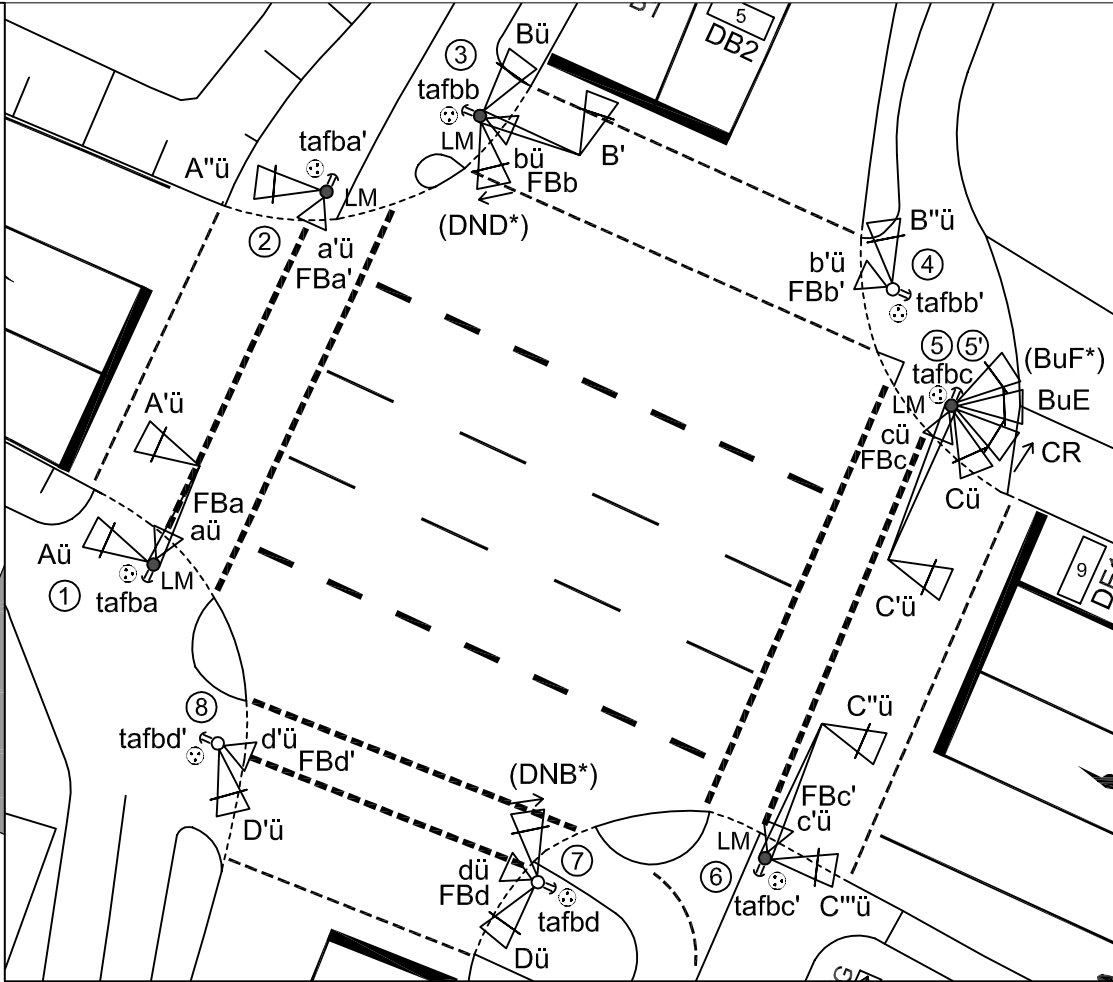 5
DB2
Bü
③
tafbb
LM
B'
bü
FBb
(DND*)
tafba'
A''ü
LM
②
a'ü
FBa'
B''ü
b'ü
FBb'
④
tafbb'
⑤ 5'
(BuF*)
tafbc
BuE
LM
cü
FBc
CR
Cü
A'ü
FBa
aü
Aü
LM
①
tafba
9
C'ü
⑧
tafbd'
d'ü
FBd'
D'ü
C''ü
(DNB*)
FBc'
c'ü
LM
⑦
dü
FBd
⑥
tafbd
tafbc'
C'''ü
Dü